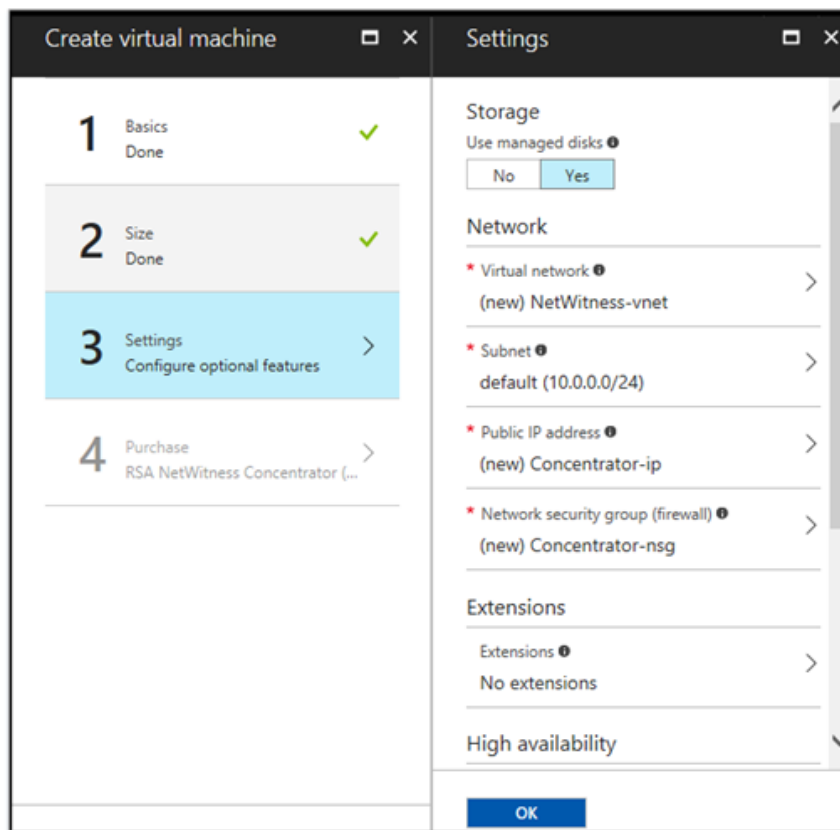 Create virtual machine
1
Basics
Done
2
Size
Done
3
Settings
Configure optional features
4
Purchase
RSA NetWitness Concentrator (...
Settings
Storage
Use managed disks
No Yes
Network
* Virtual network
(new) NetWitness-vnet
* Subnet
default (10.0.0.0/24)
* Public IP address
(new) Concentrator-ip
* Network security group (firewall)
(new) Concentrator-nsg
Extensions
Extensions
No extensions
High availability
OK